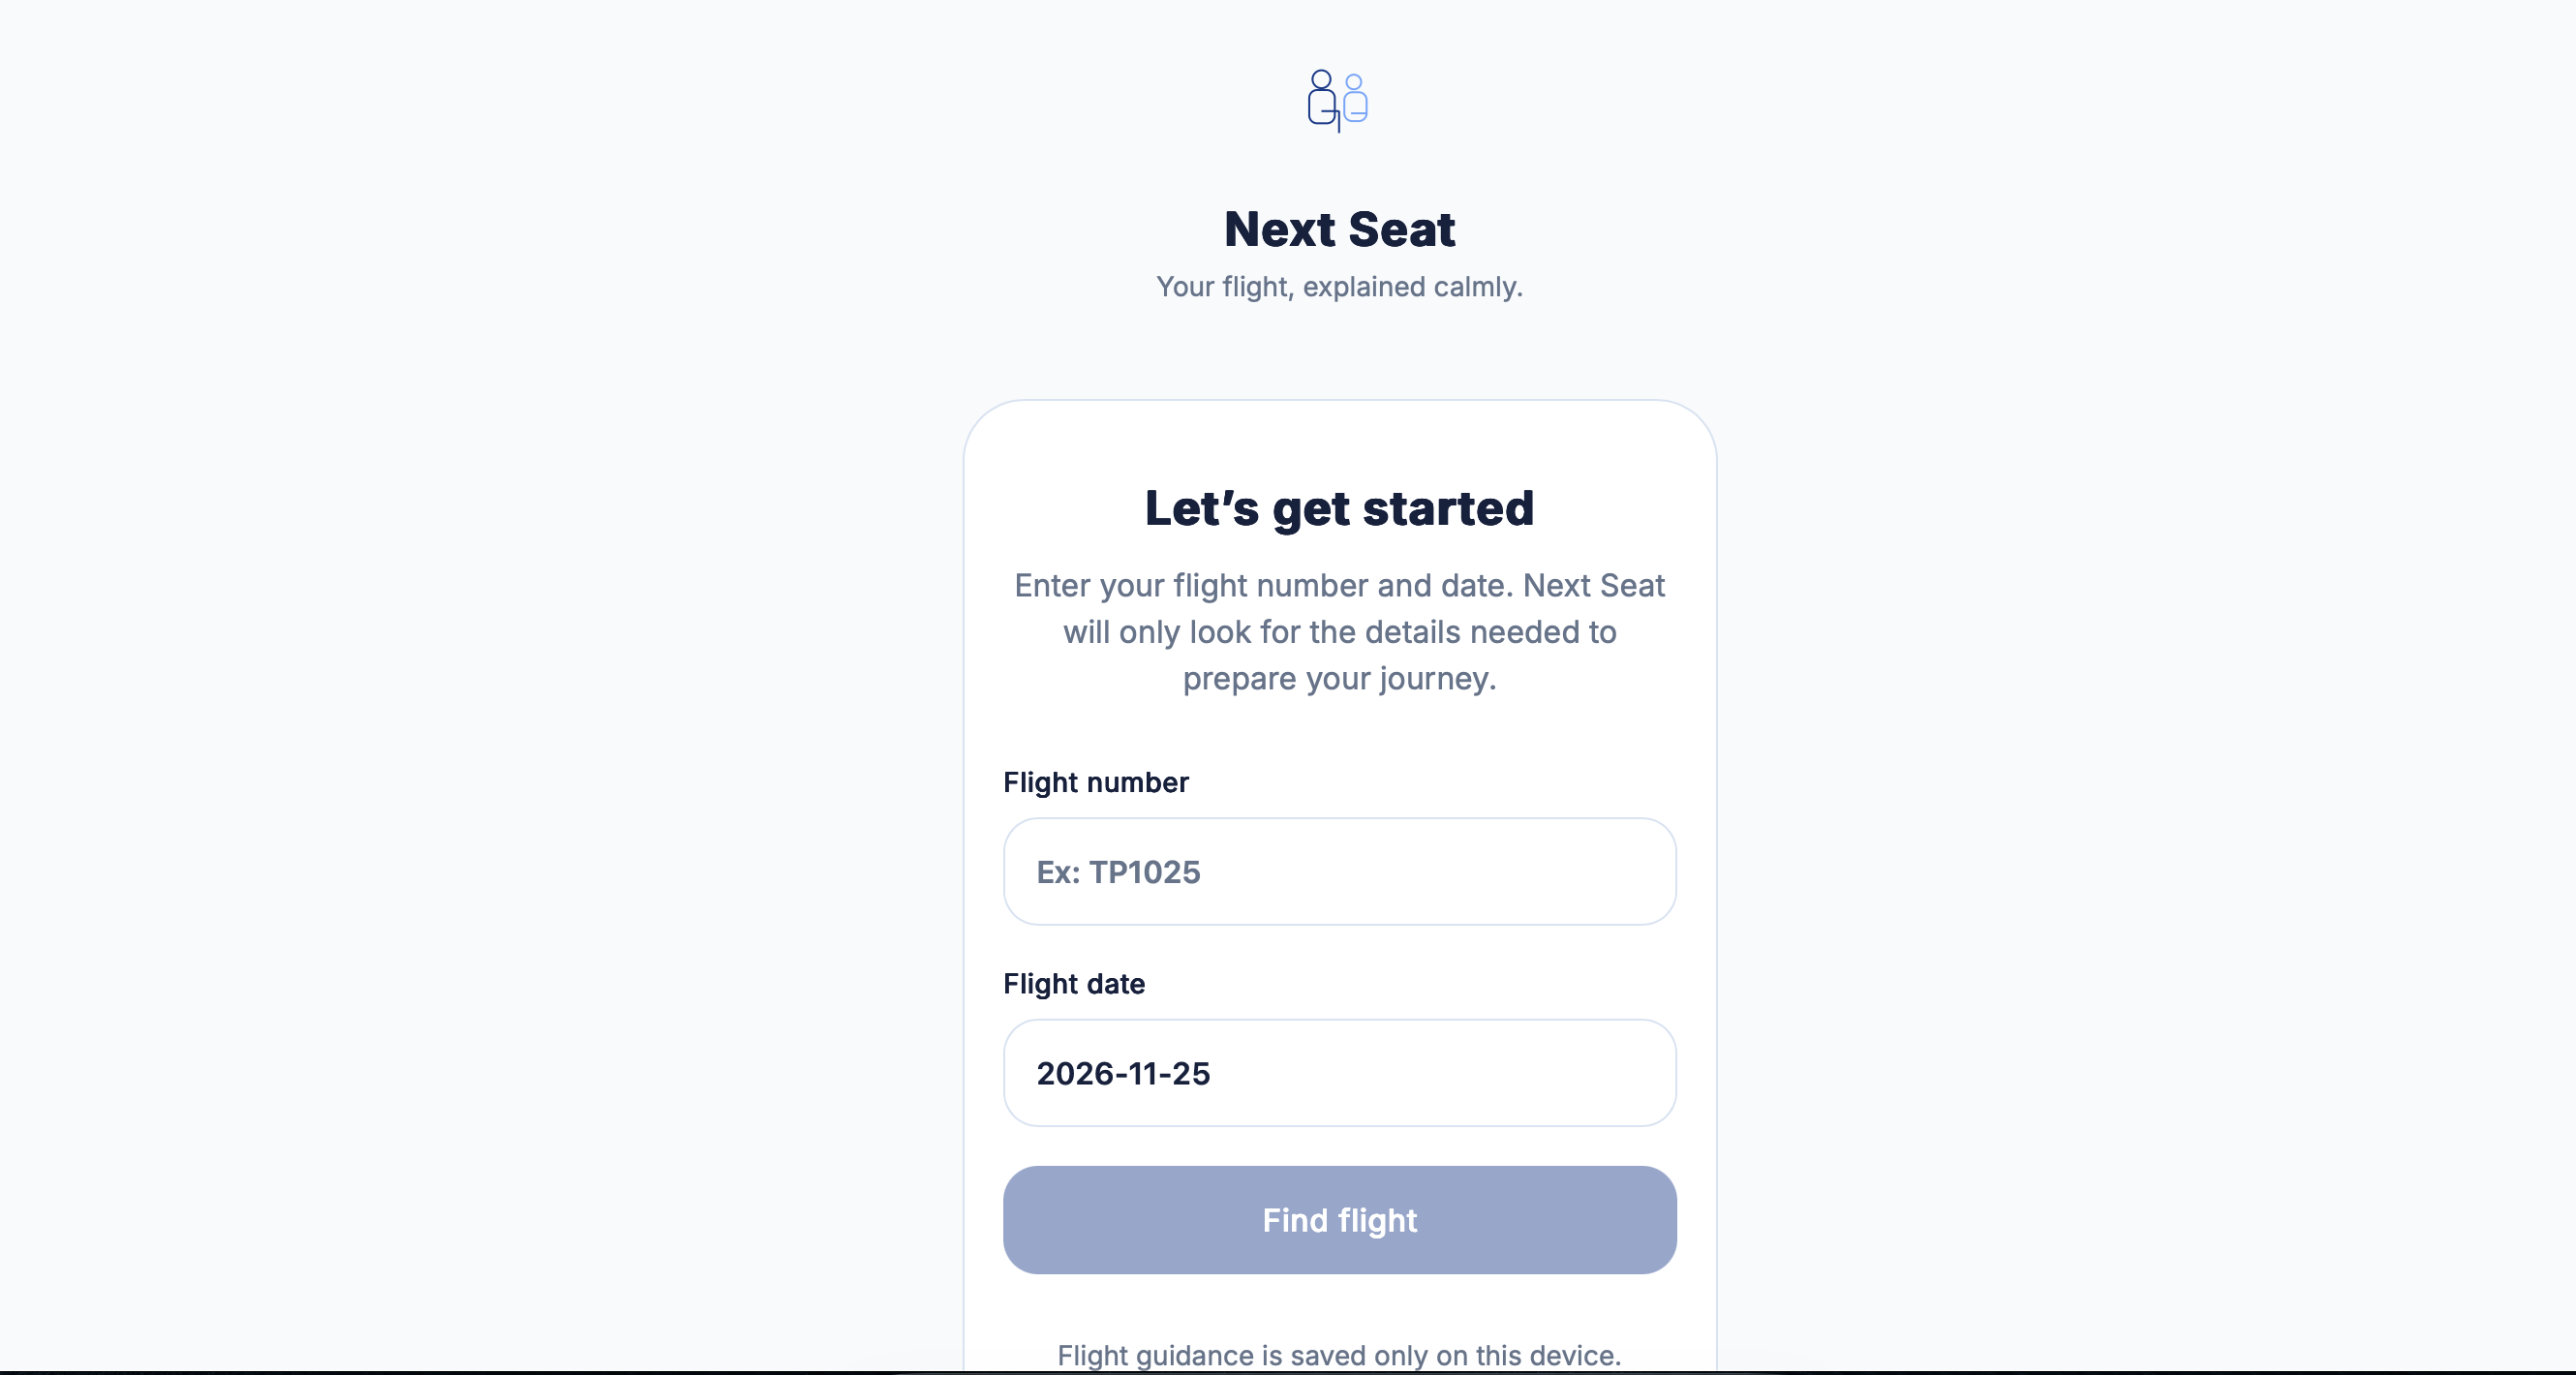 Next Seat
Your flight, explained calmly.
Let’s get started
Enter your flight number and date. Next Seat
will only look for the details needed to
prepare your journey.
Flight number
Ex: TP1025
Flight date
2026-11-25
Find flight
Flight guidance is saved only on this device.